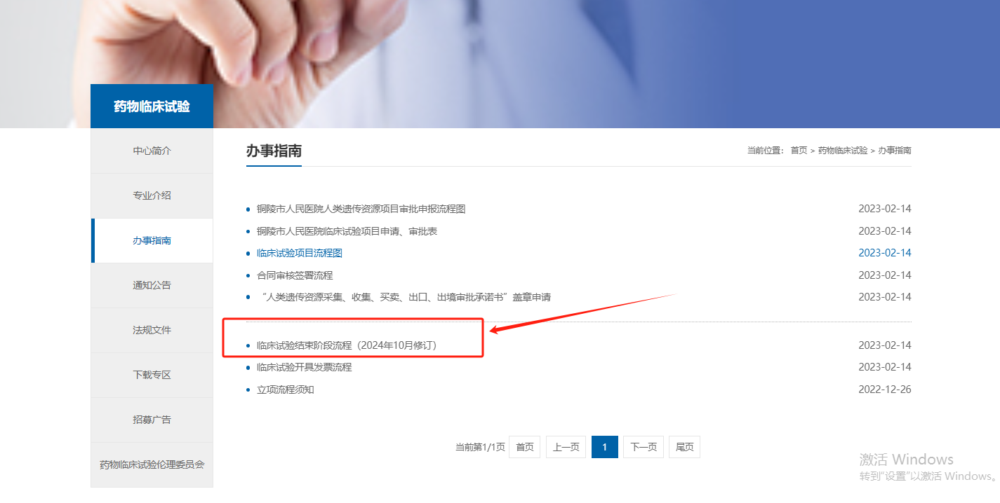 药物临床试验
中心简介
专业介绍
办事指南
通知公告
法规文件
下载专区
招募广告
药物临床试验伦理委员会
办事指南
当前位置： 首页 > 药物临床试验 > 办事指南
铜陵市人民医院人类遗传资源项目审批申报流程图 2023-02-14
铜陵市人民医院临床试验项目申请、审批表 2023-02-14
临床试验项目流程图 2023-02-14
合同审核签署流程 2023-02-14
“人类遗传资源采集、收集、买卖、出口、出境审批承诺书”盖章申请 2023-02-14
临床试验结束阶段流程（2024年10月修订） 2023-02-14
临床试验开具发票流程 2023-02-14
立项流程须知 2022-12-26
当前第1/1页 首页 上一页 1 下一页 尾页
激活 Windows
转到“设置”以激活 Windows。